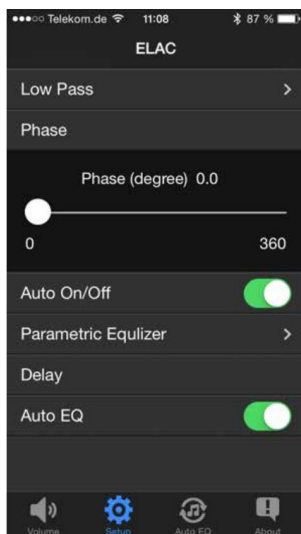 Telekom.de 11:08 87 %
ELAC
Low Pass
Phase
Phase (degree) 0.0
0 360
Auto On/Off
Parametric Equlizer
Delay
Auto EQ
Volume Setup Auto EQ About